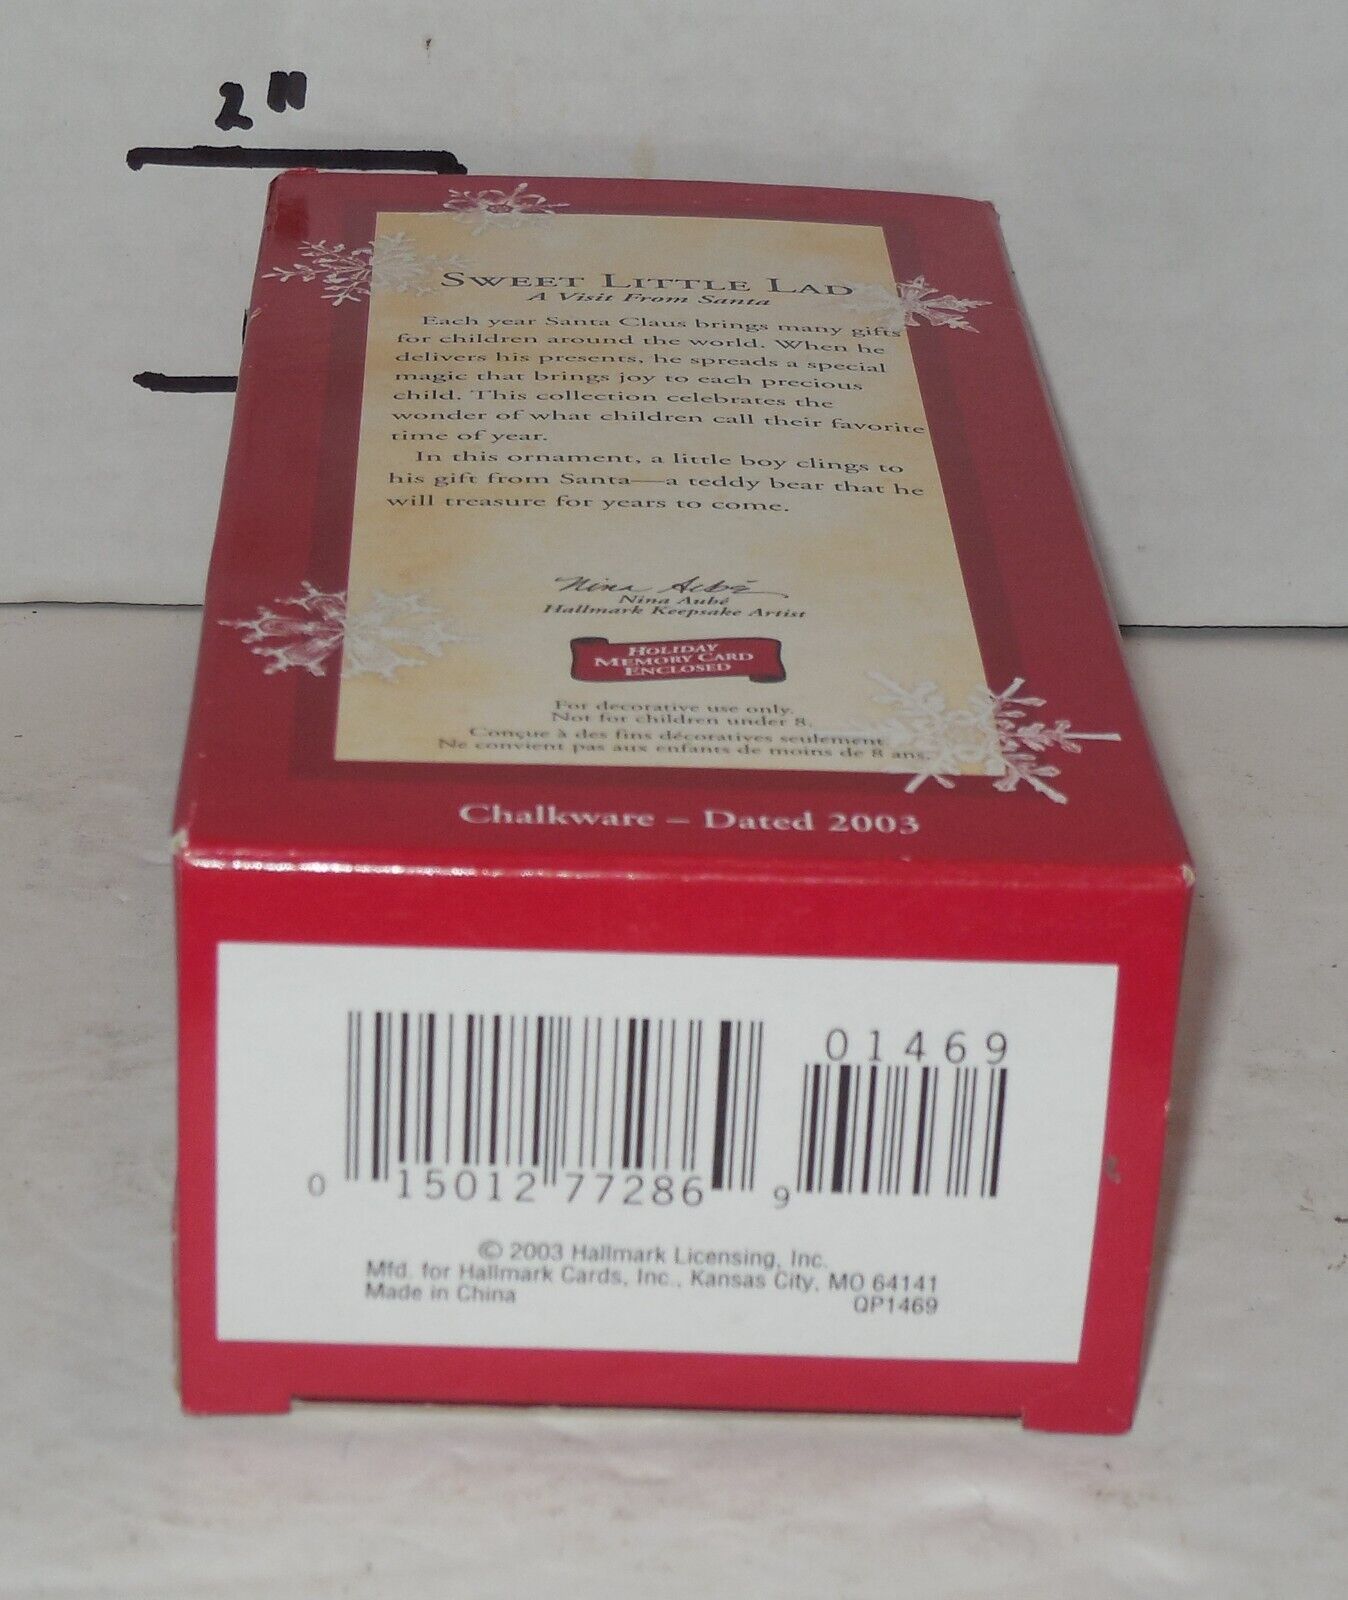 2"
SWEET LITTLE LAD
A Visit From Santa
Each year Santa Claus brings many gifts
for children around the world. When he
delivers his presents, he spreads a special
magic that brings joy to each precious
child. This collection celebrates the
wonder of what children call their favorite
time of year.
In this ornament, a little boy clings to
his gift from Santa—a teddy bear that he
will treasure for years to come.
Nina Aubé
Nina Aubé
Hallmark Keepsake Artist
HOLIDAY
MEMORY CARD
ENCLOSED
For decorative use only.
Not for children under 8.
Conçue à des fins décoratives seulement
Ne convient pas aux enfants de moins de 8 ans.
Chalkware – Dated 2003
01469
0 15012 77286 9
© 2003 Hallmark Licensing, Inc.
Mfd. for Hallmark Cards, Inc., Kansas City, MO 64141
Made in China QP1469